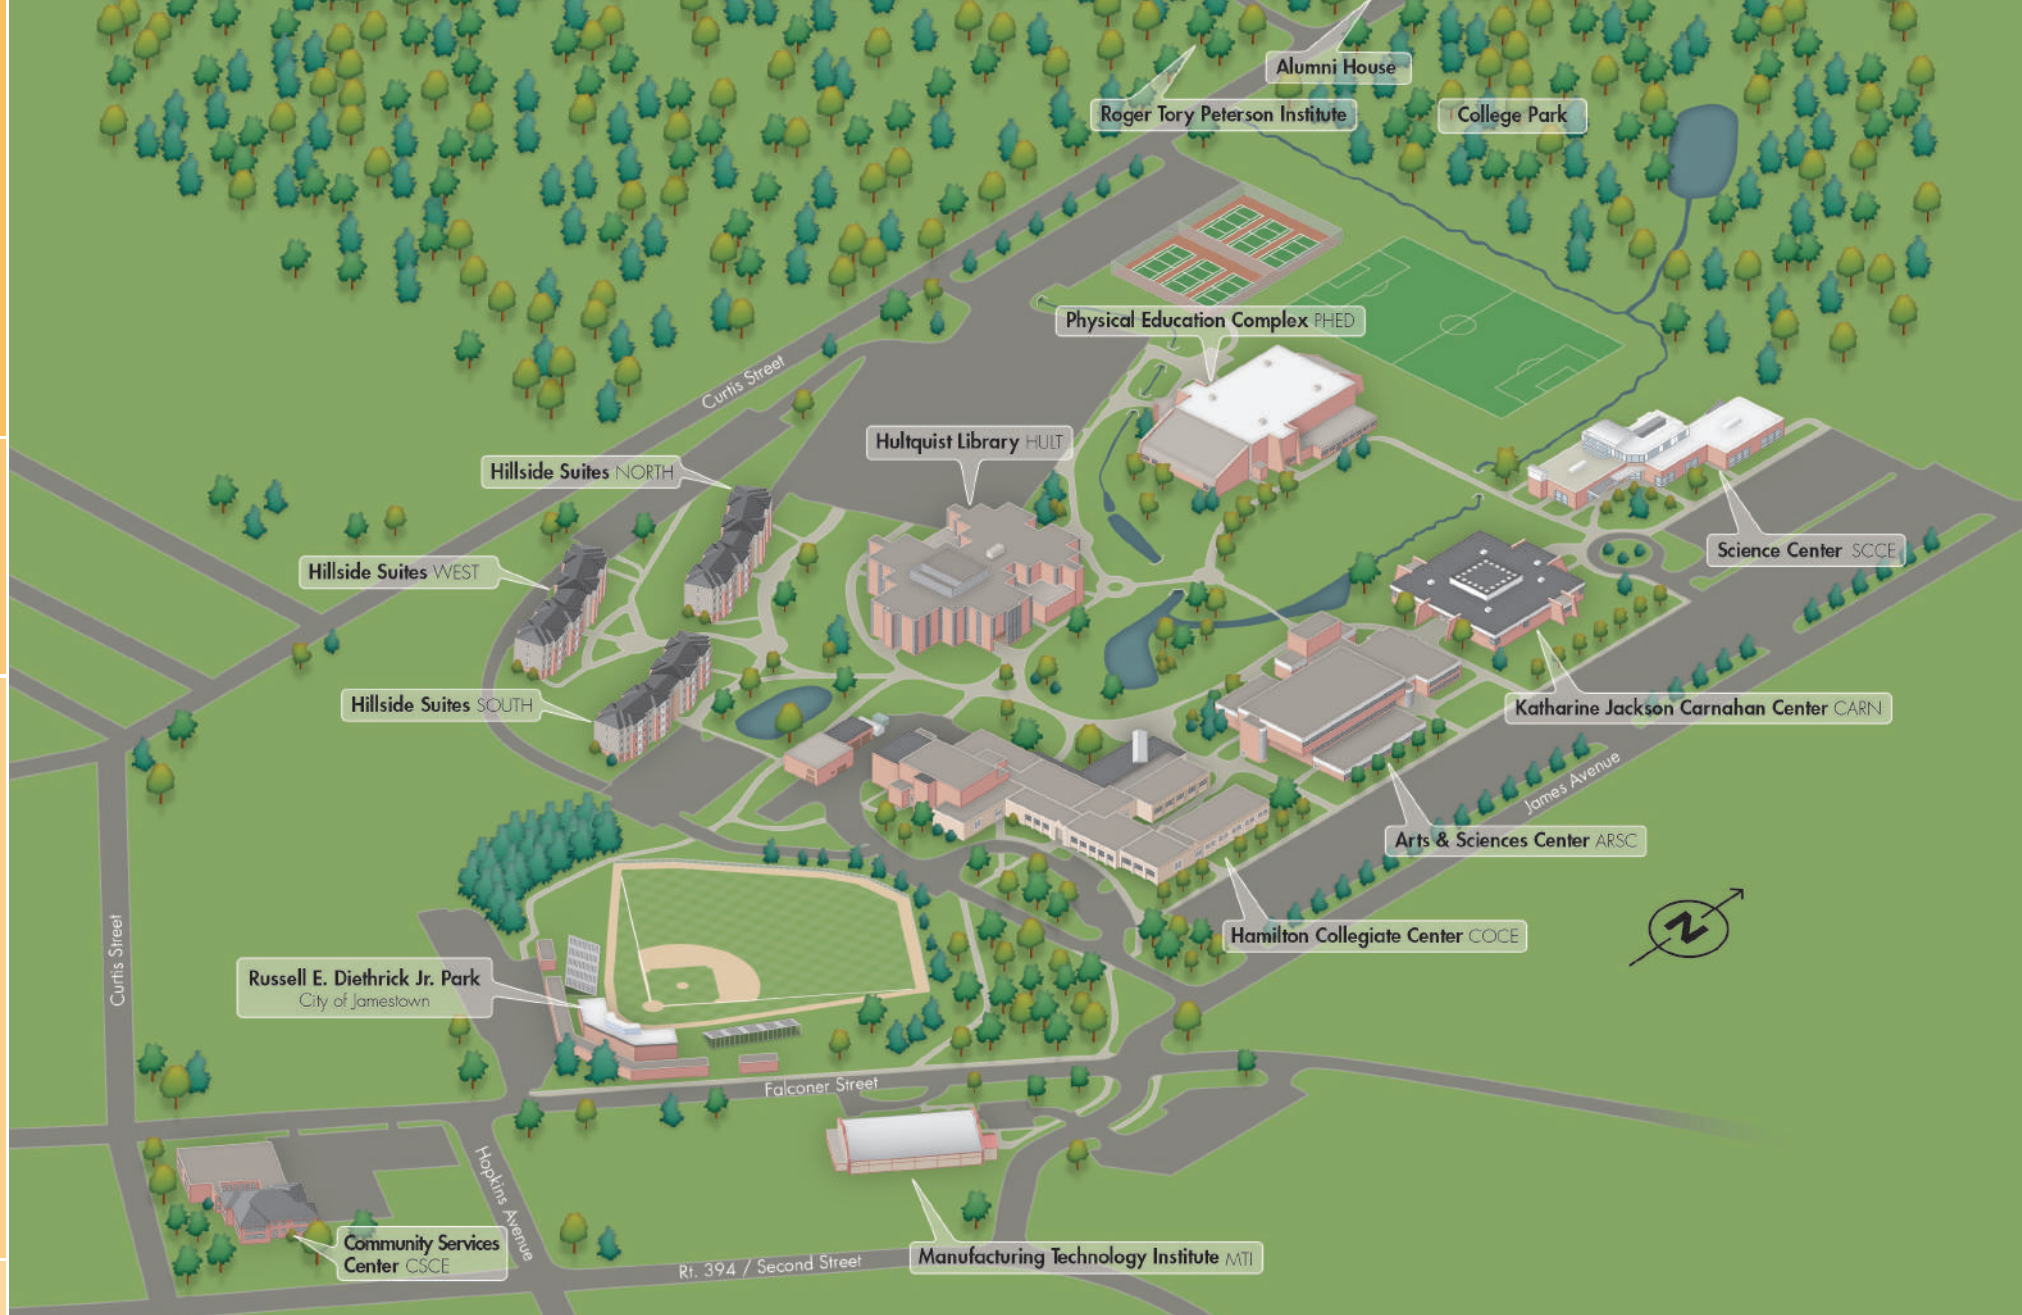 Alumni House
Roger Tory Peterson Institute
College Park
Physical Education Complex PHED
Curtis Street
Hultquist Library HULT
Hillside Suites NORTH
Science Center SCCE
Hillside Suites WEST
Hillside Suites SOUTH
Katharine Jackson Carnahan Center CARN
James Avenue
Arts & Sciences Center ARSC
Hamilton Collegiate Center COCE
N
Curtis Street
Russell E. Diethrick Jr. Park
City of Jamestown
Falconer Street
Hopkins Avenue
Community Services
Center CSCE
Rt. 394 / Second Street
Manufacturing Technology Institute MTI